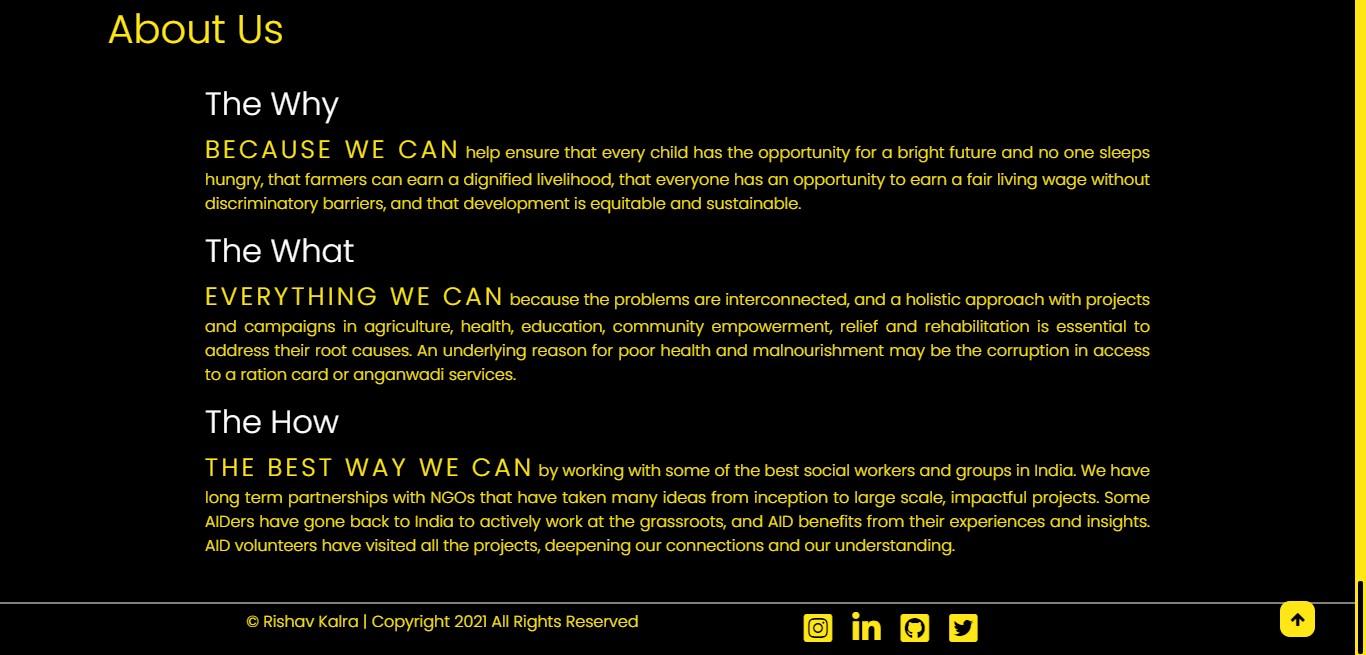 About Us
The Why
BECAUSE WE CAN help ensure that every child has the opportunity for a bright future and no one sleeps
hungry, that farmers can earn a dignified livelihood, that everyone has an opportunity to earn a fair living wage without
discriminatory barriers, and that development is equitable and sustainable.
The What
EVERYTHING WE CAN because the problems are interconnected, and a holistic approach with projects
and campaigns in agriculture, health, education, community empowerment, relief and rehabilitation is essential to
address their root causes. An underlying reason for poor health and malnourishment may be the corruption in access
to a ration card or anganwadi services.
The How
THE BEST WAY WE CAN by working with some of the best social workers and groups in India. We have
long term partnerships with NGOs that have taken many ideas from inception to large scale, impactful projects. Some
AIDers have gone back to India to actively work at the grassroots, and AID benefits from their experiences and insights.
AID volunteers have visited all the projects, deepening our connections and our understanding.
© Rishav Kalra | Copyright 2021 All Rights Reserved